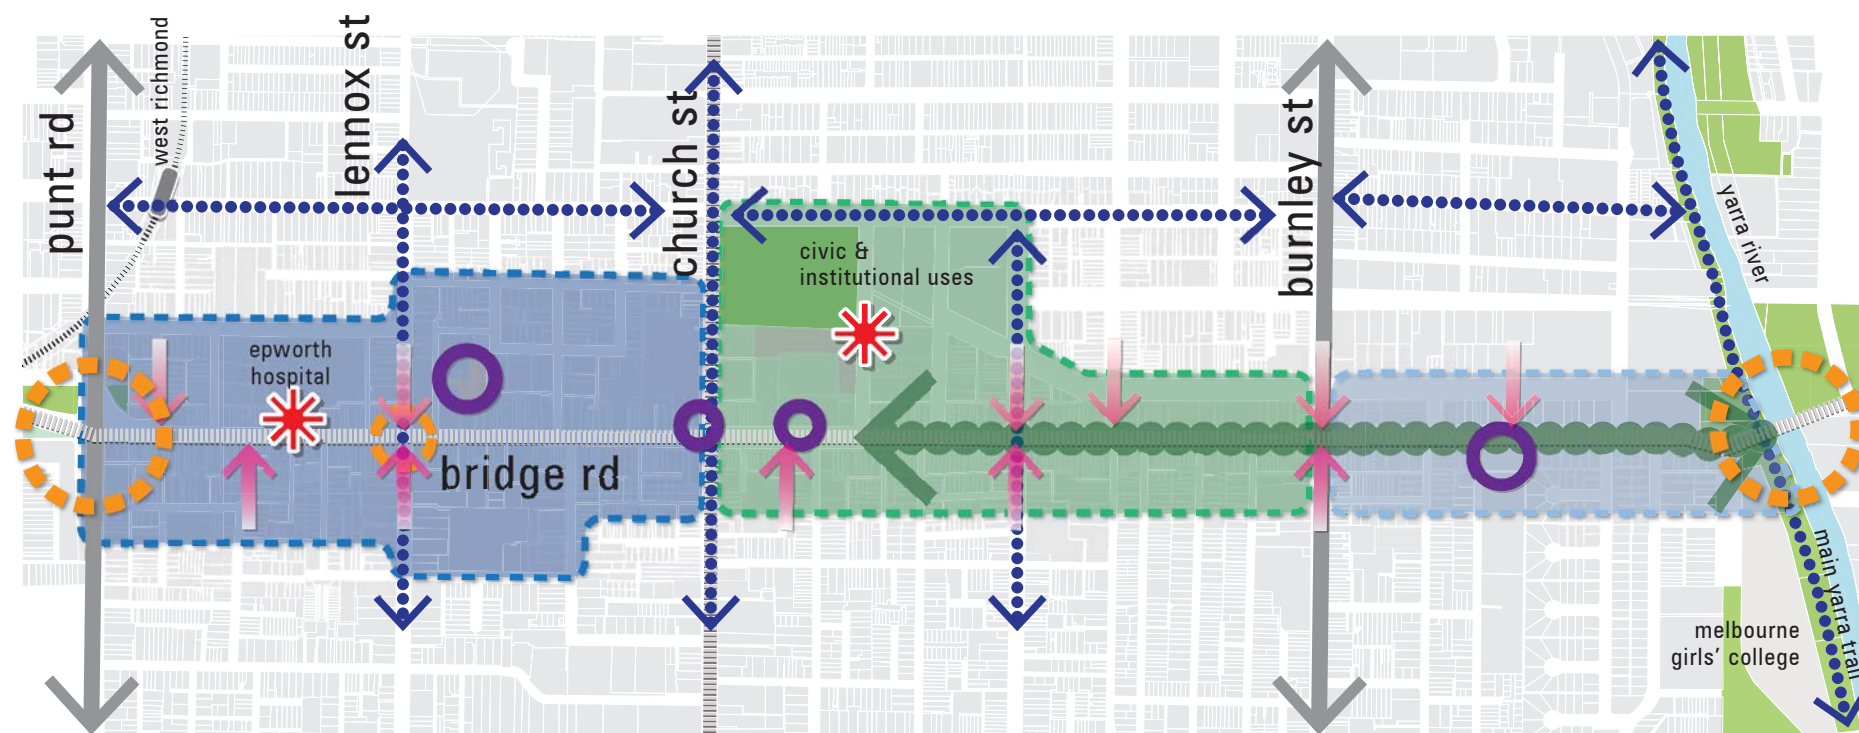 punt rd
west richmond
lennox st
church st
burnley st
yarra river
civic &
institutional uses
epworth
hospital
bridge rd
main yarra trail
melbourne
girls' college